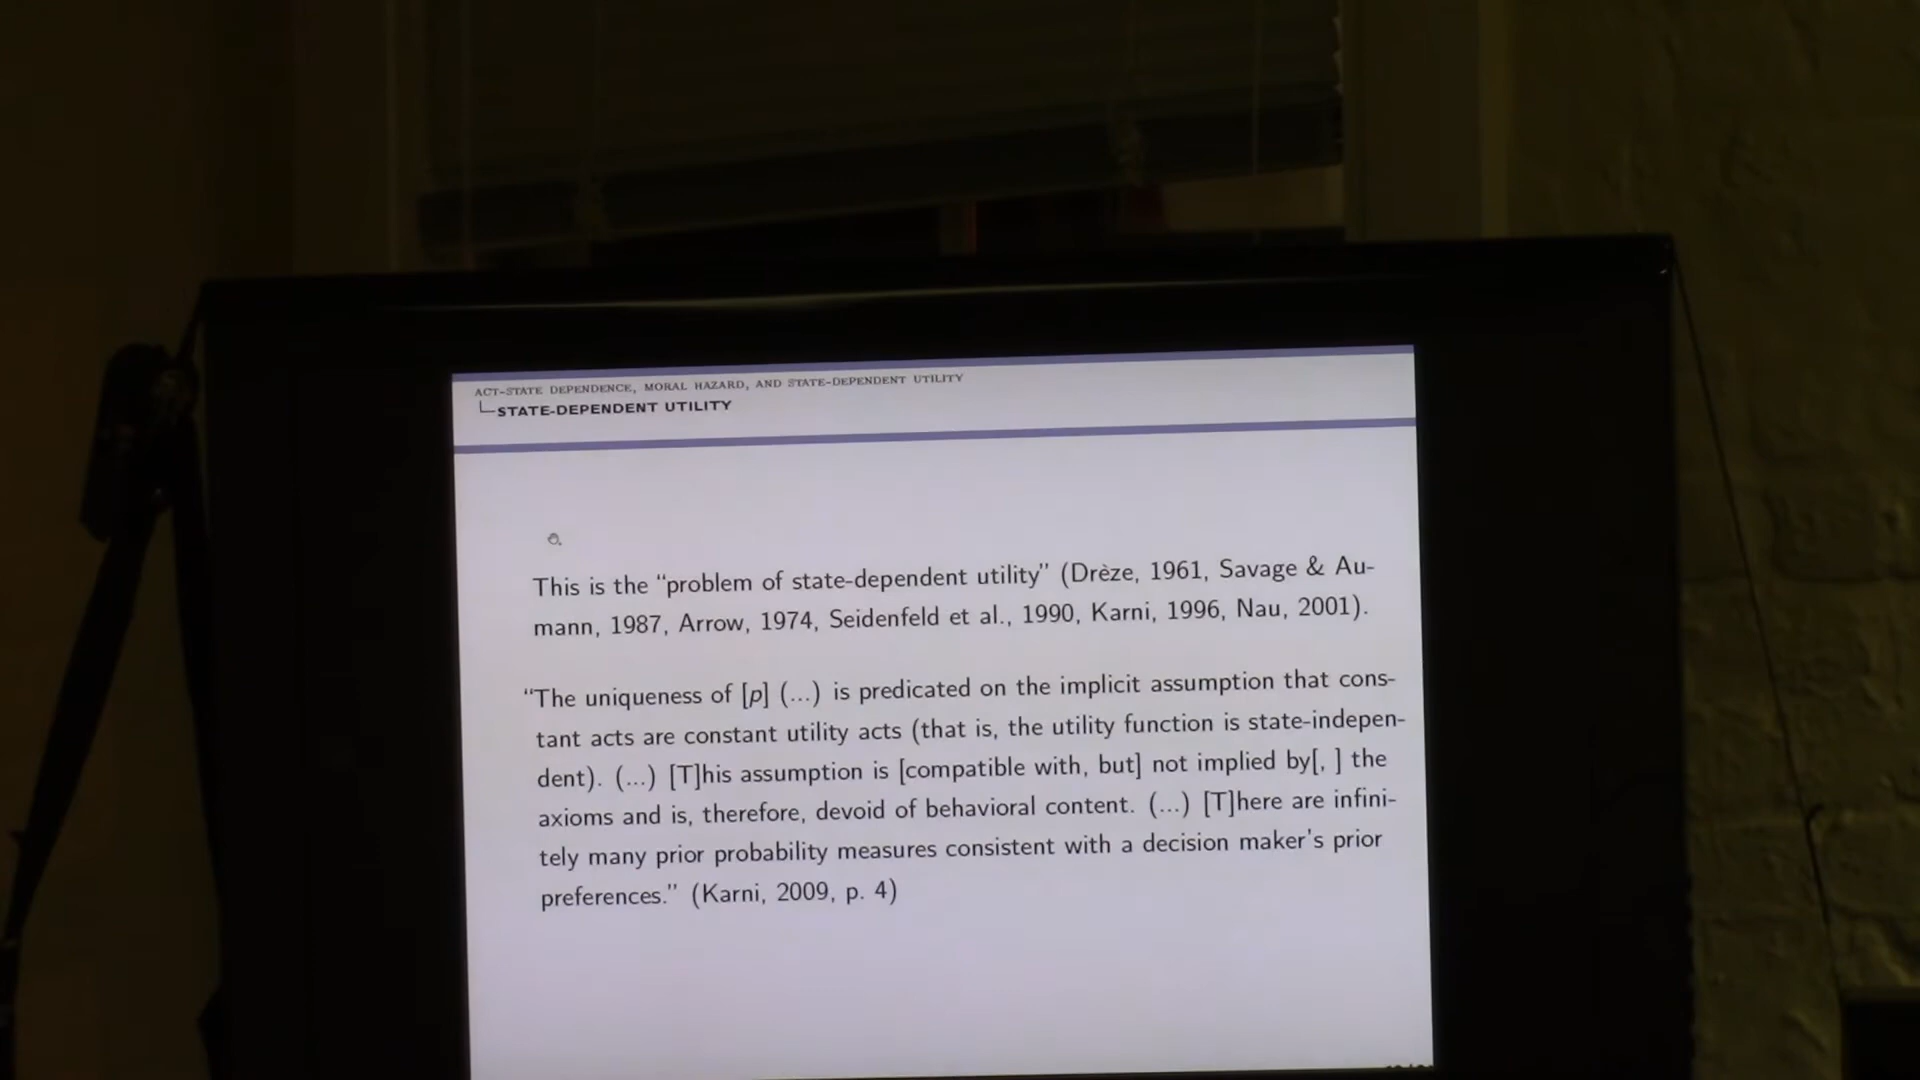 ACT-STATE DEPENDENCE, MORAL HAZARD, AND STATE-DEPENDENT UTILITY
STATE-DEPENDENT UTILITY
This is the “problem of state-dependent utility” (Drèze, 1961, Savage & Au-
mann, 1987, Arrow, 1974, Seidenfeld et al., 1990, Karni, 1996, Nau, 2001).
“The uniqueness of [p] (...) is predicated on the implicit assumption that cons-
tant acts are constant utility acts (that is, the utility function is state-indepen-
dent). (...) [T]his assumption is [compatible with, but] not implied by[, ] the
axioms and is, therefore, devoid of behavioral content. (...) [T]here are infini-
tely many prior probability measures consistent with a decision maker's prior
preferences.” (Karni, 2009, p. 4)